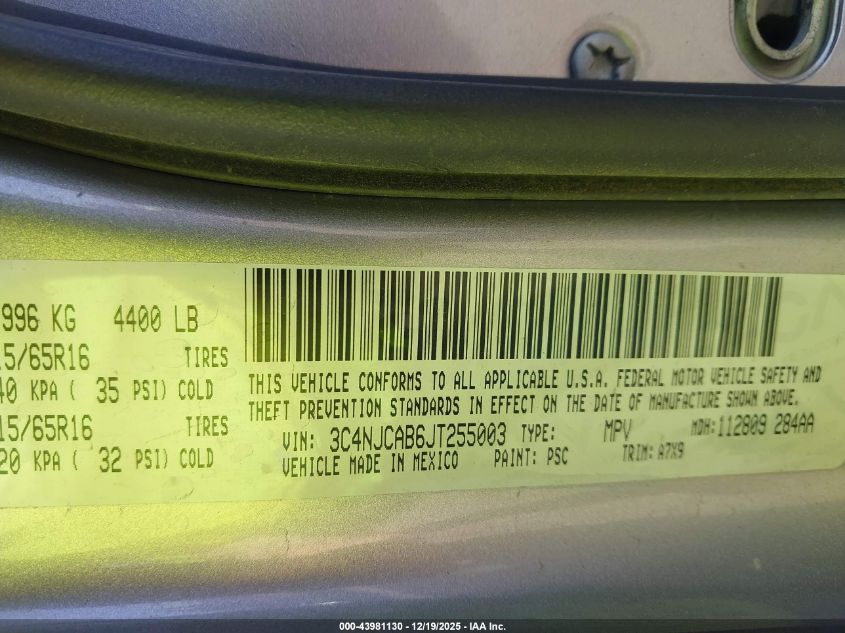 996 KG 4400 LB
15/65R16 TIRES
40 KPA ( 35 PSI) COLD
15/65R16 TIRES
20 KPA ( 32 PSI) COLD
THIS VEHICLE CONFORMS TO ALL APPLICABLE U.S.A. FEDERAL MOTOR VEHICLE SAFETY AND
THEFT PREVENTION STANDARDS IN EFFECT ON THE DATE OF MANUFACTURE SHOWN ABOVE.
VIN: 3C4NJCAB6JT255003 TYPE: MPV MDH: 112809 284AA
VEHICLE MADE IN MEXICO PAINT: PSC TRIM: A7X9
000-43981130 - 12/19/2025 - IAA Inc.